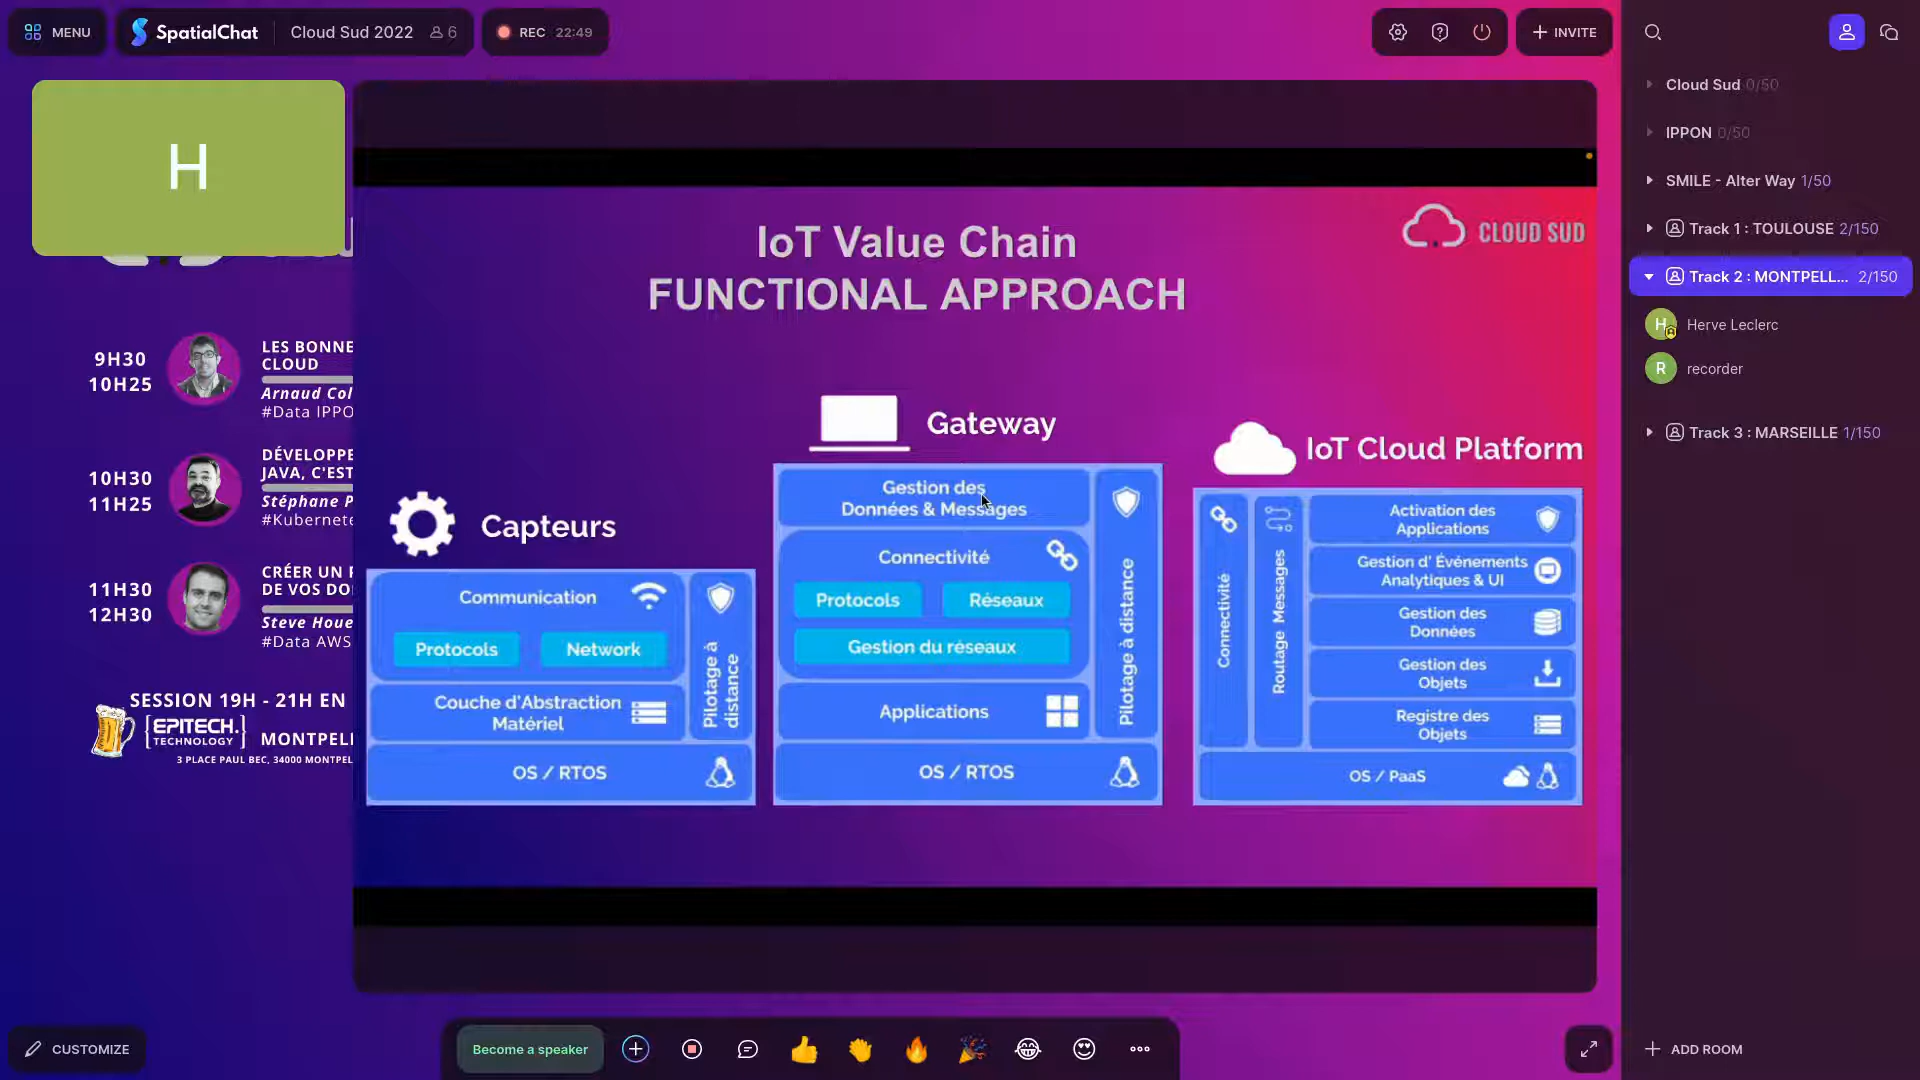 MENU
SpatialChat
Cloud Sud 2022
6
REC 22:49
INVITE
H
9H30
10H25
LES BONNE
CLOUD
Arnaud Col
#Data IPPO
10H30
11H25
DÉVELOPPE
JAVA, C'EST
Stéphane P
#Kubernete
11H30
12H30
CRÉER UN
DE VOS DO
Steve Houe
#Data AWS
SESSION 19H - 21H EN
[EPITECH.]
TECHNOLOGY
MONTPELI
3 PLACE PAUL BEC, 34000 MONTPEL
IoT Value Chain
FUNCTIONAL APPROACH
CLOUD SUD
Capteurs
Communication
Protocols
Network
Couche d'Abstraction
Matériel
Pilotage à
distance
OS / RTOS
Gateway
Gestion des
Données & Messages
Connectivité
Protocols
Réseaux
Gestion du réseaux
Applications
Pilotage à distance
OS / RTOS
IoT Cloud Platform
Connectivité
Routage Messages
Activation des
Applications
Gestion d' Événements
Analytiques & UI
Gestion des
Données
Gestion des
Objets
Registre des
Objets
OS / PaaS
Cloud Sud 0/50
IPPON 0/50
SMILE - Alter Way 1/50
Track 1 : TOULOUSE 2/150
Track 2 : MONTPELL... 2/150
H
Herve Leclerc
R
recorder
Track 3 : MARSEILLE 1/150
CUSTOMIZE
Become a speaker
ADD ROOM